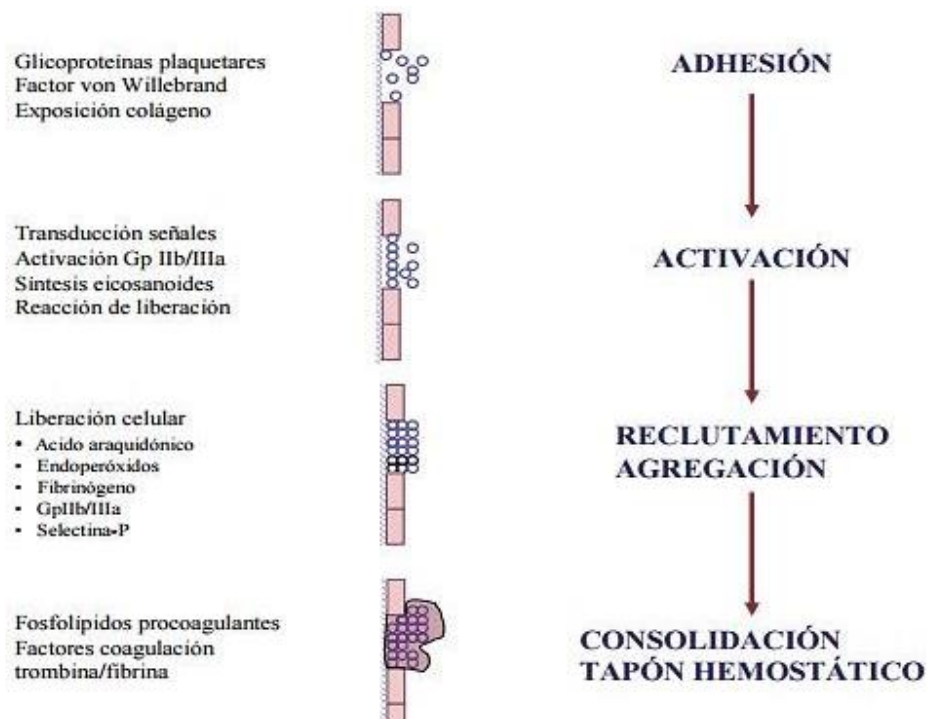 Glicoproteínas plaquetares
Factor von Willebrand
Exposición colágeno
ADHESIÓN
Transducción señales
Activación Gp IIb/IIIa
Síntesis eicosanoides
Reacción de liberación
ACTIVACIÓN
Liberación celular
• Acido araquidónico
• Endoperóxidos
• Fibrinógeno
• GpIIb/IIIa
• Selectina-P
RECLUTAMIENTO
AGREGACIÓN
Fosfolípidos procoagulantes
Factores coagulación
trombina/fibrina
CONSOLIDACIÓN
TAPÓN HEMOSTÁTICO